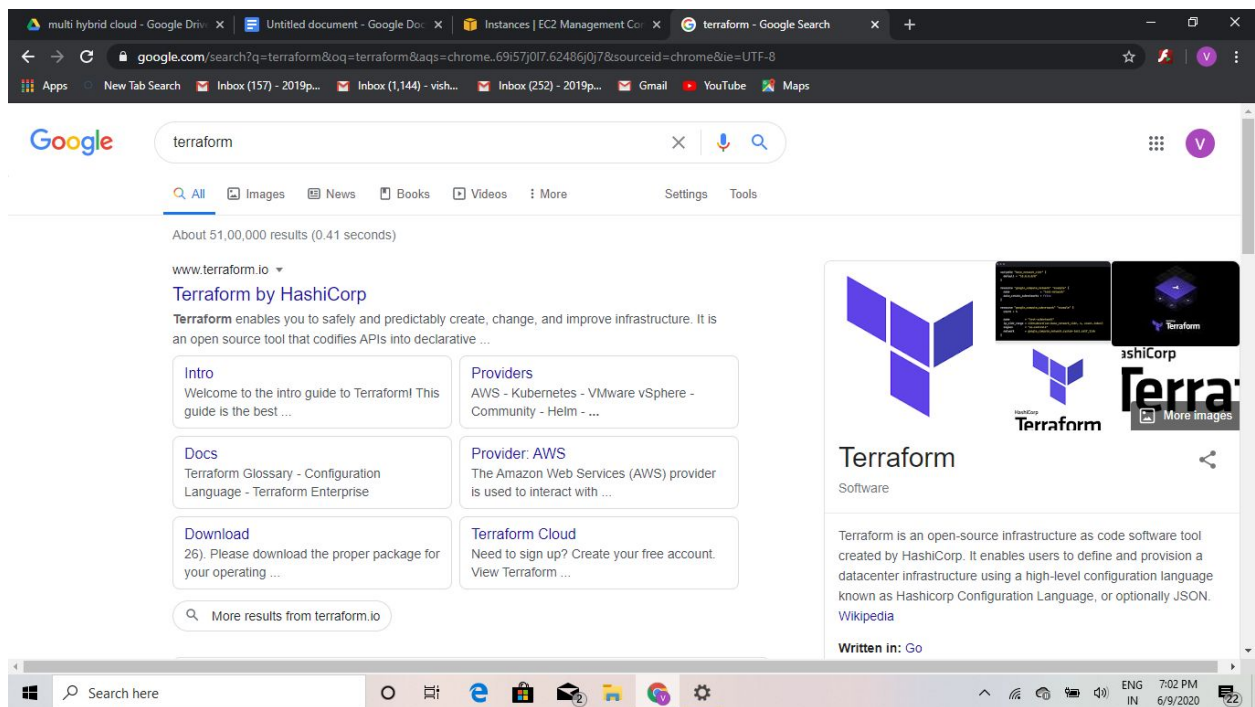 multi hybrid cloud - Google Driv
Untitled document - Google Doc
Instances | EC2 Management Con
terraform - Google Search
google.com/search?q=terraform&oq=terraform&aqs=chrome..69i57j0l7.62486j0j7&sourceid=chrome&ie=UTF-8
V
Apps
New Tab Search
Inbox (157) - 2019p...
Inbox (1,144) - vish...
Inbox (252) - 2019p...
Gmail
YouTube
Maps
Google
terraform
V
All
Images
News
Books
Videos
More
Settings
Tools
About 51,00,000 results (0.41 seconds)
www.terraform.io
Terraform by HashiCorp
Terraform enables you to safely and predictably create, change, and improve infrastructure. It is
an open source tool that codifies APIs into declarative ...
Intro
Welcome to the intro guide to Terraform! This
guide is the best ...
Providers
AWS - Kubernetes - VMware vSphere -
Community - Helm - ...
Docs
Terraform Glossary - Configuration
Language - Terraform Enterprise
Provider: AWS
The Amazon Web Services (AWS) provider
is used to interact with ...
Download
26). Please download the proper package for
your operating ...
Terraform Cloud
Need to sign up? Create your free account.
View Terraform ...
More results from terraform.io
Terraform
HashiCorp
Terraform
ashiCorp
Terra
More images
Terraform
Software
Terraform is an open-source infrastructure as code software tool
created by HashiCorp. It enables users to define and provision a
datacenter infrastructure using a high-level configuration language
known as Hashicorp Configuration Language, or optionally JSON.
Wikipedia
Written in: Go
Search here
2
V
ENG
IN
7:02 PM
6/9/2020
22